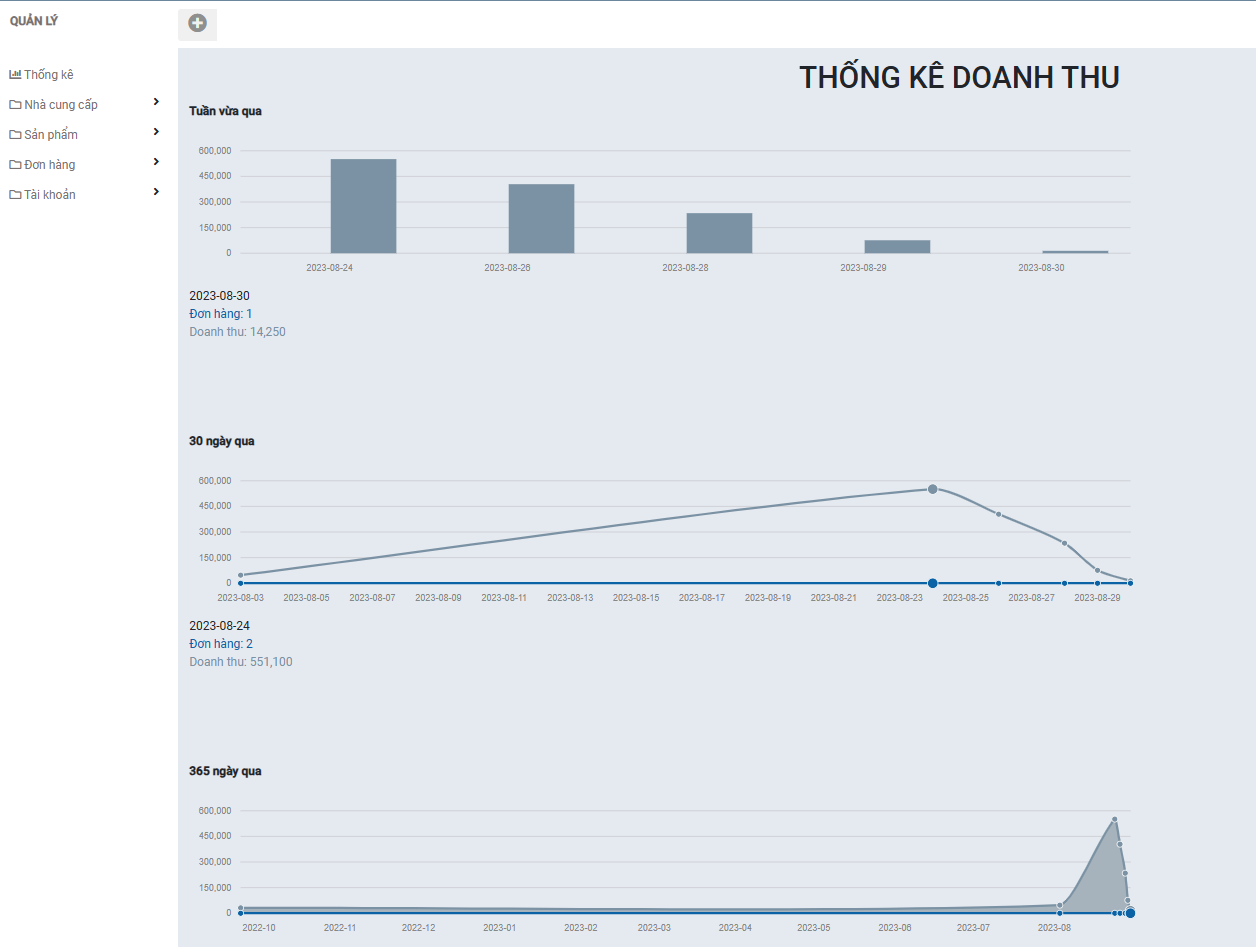 QUẢN LÝ
Thống kê
Nhà cung cấp
Sản phẩm
Đơn hàng
Tài khoản
THỐNG KÊ DOANH THU
Tuần vừa qua
600,000
450,000
300,000
150,000
0
2023-08-24 2023-08-26 2023-08-28 2023-08-29 2023-08-30
2023-08-30
Đơn hàng: 1
Doanh thu: 14,250
30 ngày qua
600,000
450,000
300,000
150,000
0
2023-08-03 2023-08-05 2023-08-07 2023-08-09 2023-08-11 2023-08-13 2023-08-15 2023-08-17 2023-08-19 2023-08-21 2023-08-23 2023-08-25 2023-08-27 2023-08-29
2023-08-24
Đơn hàng: 2
Doanh thu: 551,100
365 ngày qua
600,000
450,000
300,000
150,000
0
2022-10 2022-11 2022-12 2023-01 2023-02 2023-03 2023-04 2023-05 2023-06 2023-07 2023-08